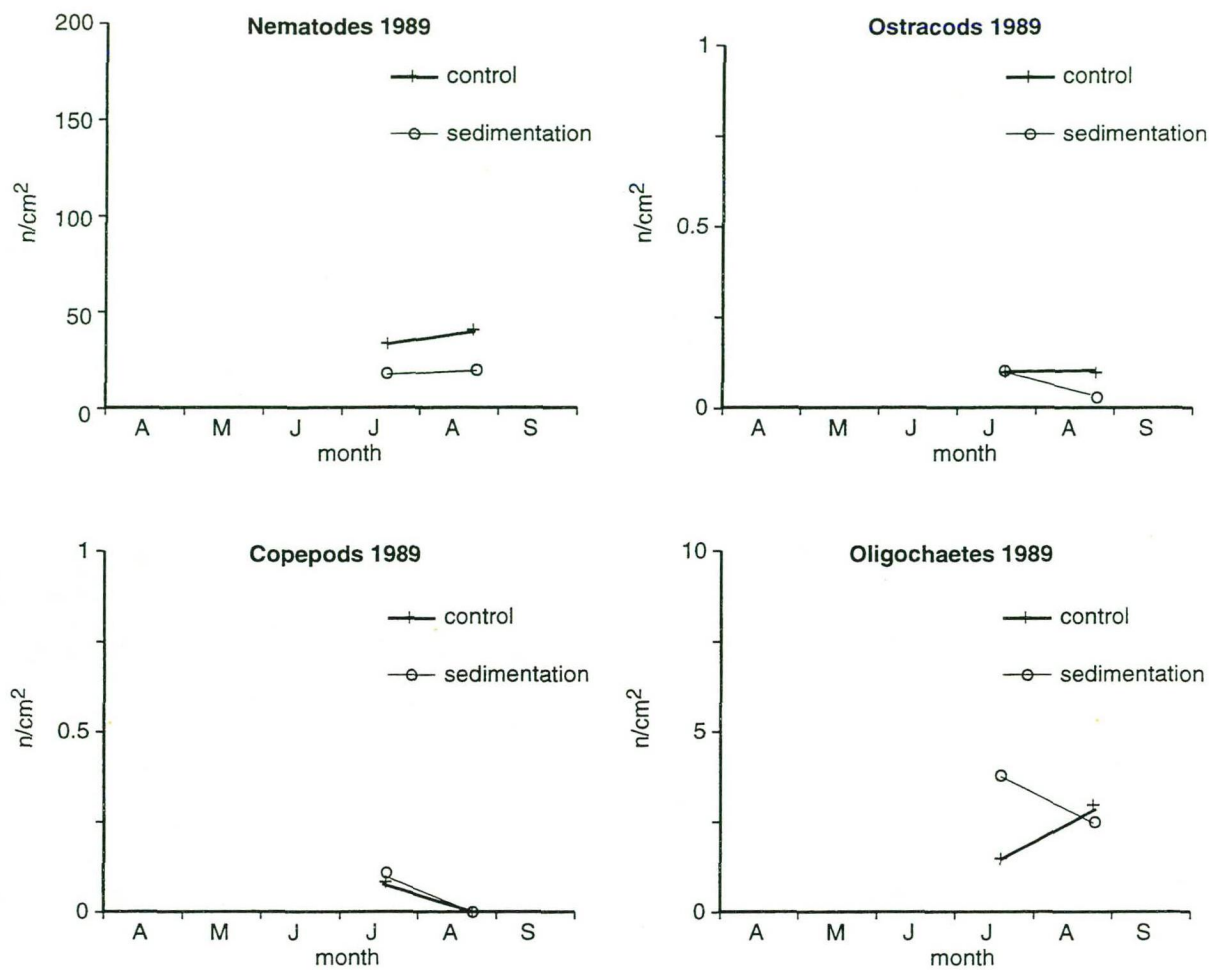 Nematodes 1989
200
150
100
50
0
n/cm²
control
sedimentation
A M J J A S
month
Ostracods 1989
1
0.5
0
n/cm²
control
sedimentation
A M J J A S
month
Copepods 1989
1
0.5
0
n/cm²
control
sedimentation
A M J J A S
month
Oligochaetes 1989
10
5
0
n/cm²
control
sedimentation
A M J J A S
month